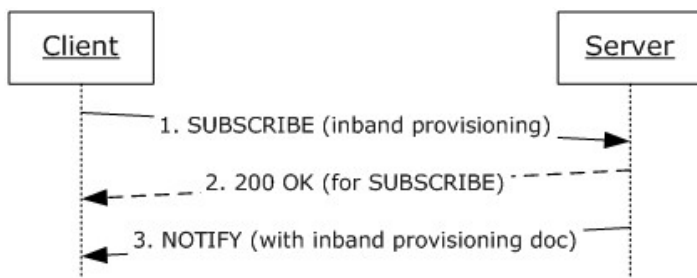 Client
Server
1. SUBSCRIBE (inband provisioning)
2. 200 OK (for SUBSCRIBE)
3. NOTIFY (with inband provisioning doc)